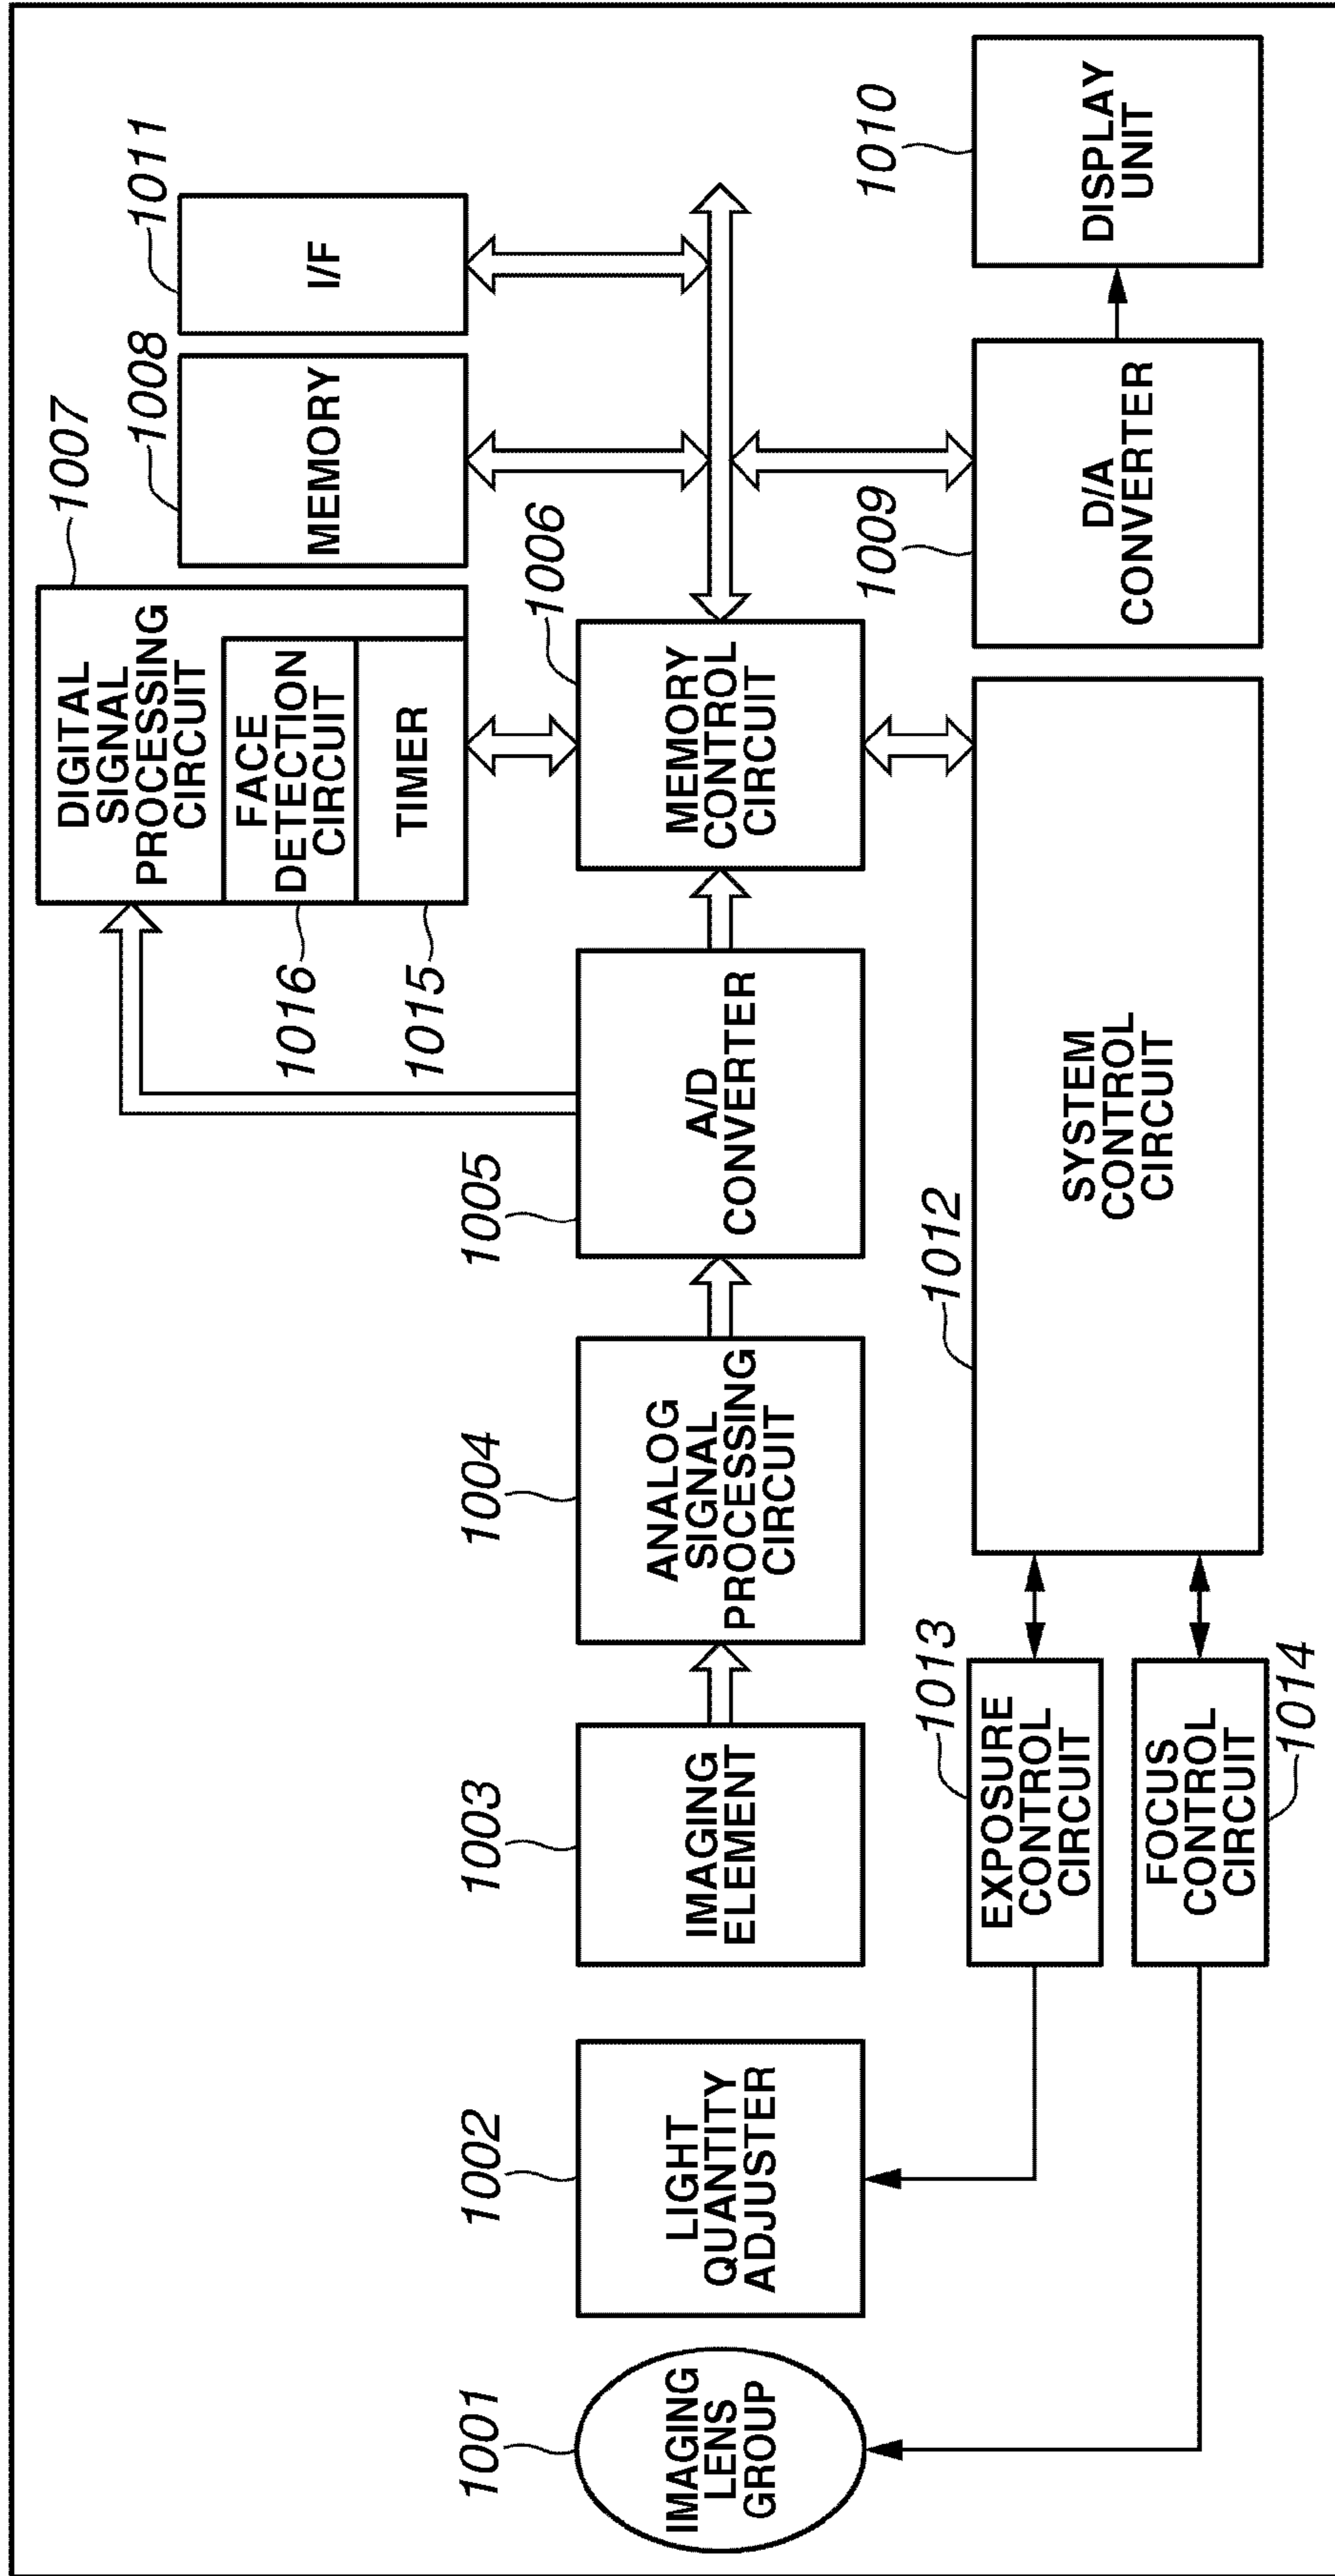 1001
IMAGING
LENS
GROUP
1002
LIGHT
QUANTITY
ADJUSTER
1003
IMAGING
ELEMENT
1004
ANALOG
SIGNAL
PROCESSING
CIRCUIT
1005
A/D
CONVERTER
1016
1015
DIGITAL
SIGNAL
PROCESSING
CIRCUIT
FACE
DETECTION
CIRCUIT
TIMER
1007
1006
MEMORY
CONTROL
CIRCUIT
1008
MEMORY
1011
I/F
1013
EXPOSURE
CONTROL
CIRCUIT
FOCUS
CONTROL
CIRCUIT
1014
1012
SYSTEM
CONTROL
CIRCUIT
1009
D/A
CONVERTER
1010
DISPLAY
UNIT